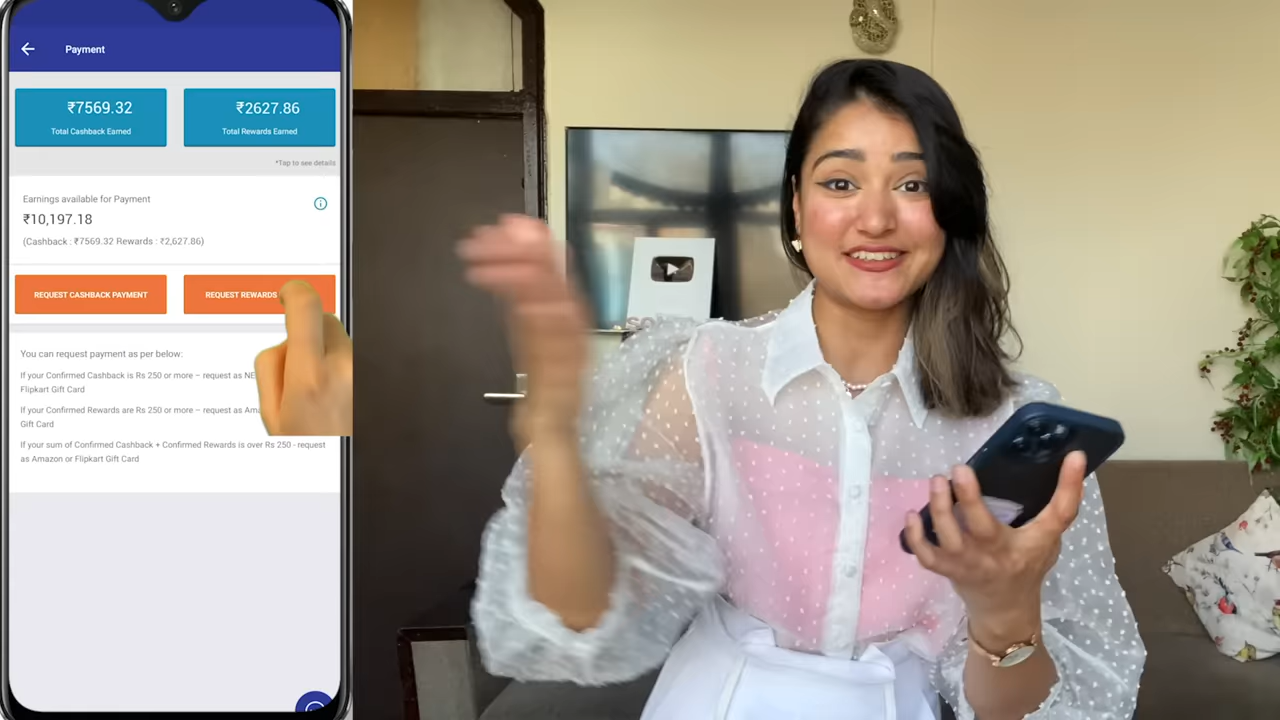 Payment
₹7569.32
Total Cashback Earned
₹2627.86
Total Rewards Earned
*Tap to see details
Earnings available for Payment
₹10,197.18
(Cashback : ₹7569.32 Rewards : ₹2,627.86)
REQUEST CASHBACK PAYMENT
REQUEST REWARDS
You can request payment as per below:
If your Confirmed Cashback is Rs 250 or more – request as
Flipkart Gift Card
If your Confirmed Rewards are Rs 250 or more – request as
Gift Card
If your sum of Confirmed Cashback + Confirmed Rewards is over Rs 250 - request
as Amazon or Flipkart Gift Card